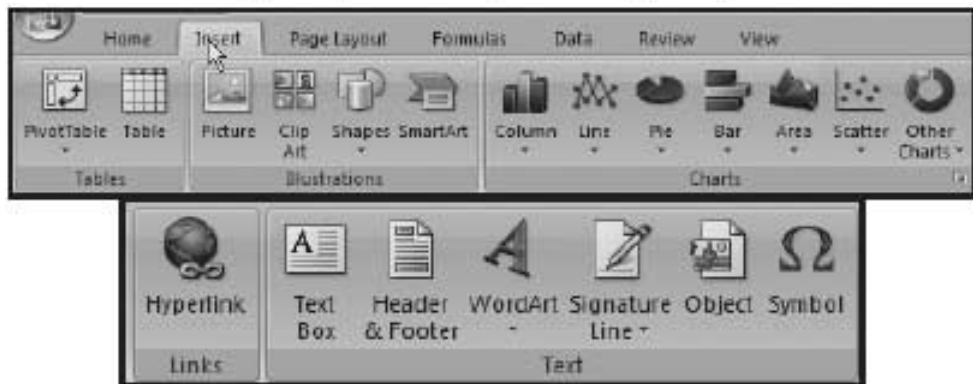 Home Insert Page Layout Formulas Data Review View
PivotTable Table Picture Clip Art Shapes SmartArt Column Line Pie Bar Area Scatter Other Charts
Tables Illustrations Charts
Hyperlink Text Box Header & Footer WordArt Signature Line Object Symbol
Links Text